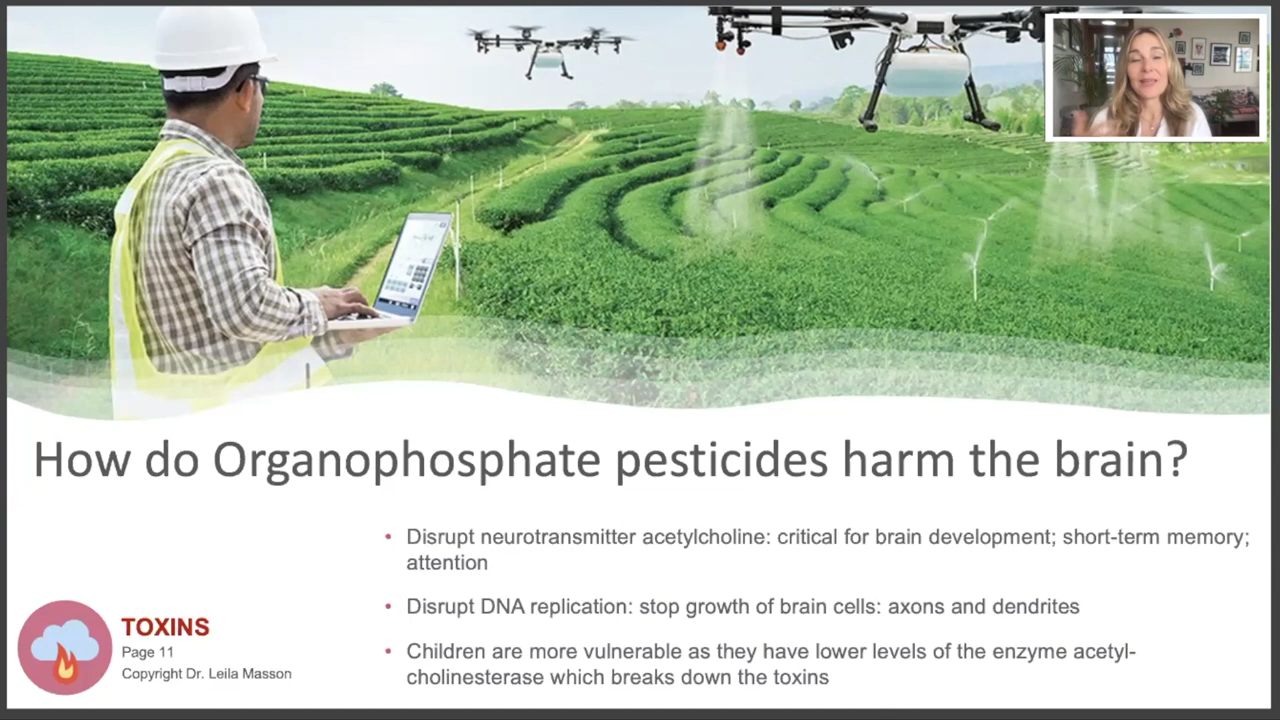 How do Organophosphate pesticides harm the brain?
• Disrupt neurotransmitter acetylcholine: critical for brain development; short-term memory;
attention
• Disrupt DNA replication: stop growth of brain cells: axons and dendrites
• Children are more vulnerable as they have lower levels of the enzyme acetyl-
cholinesterase which breaks down the toxins
TOXINS
Page 11
Copyright Dr. Leila Masson